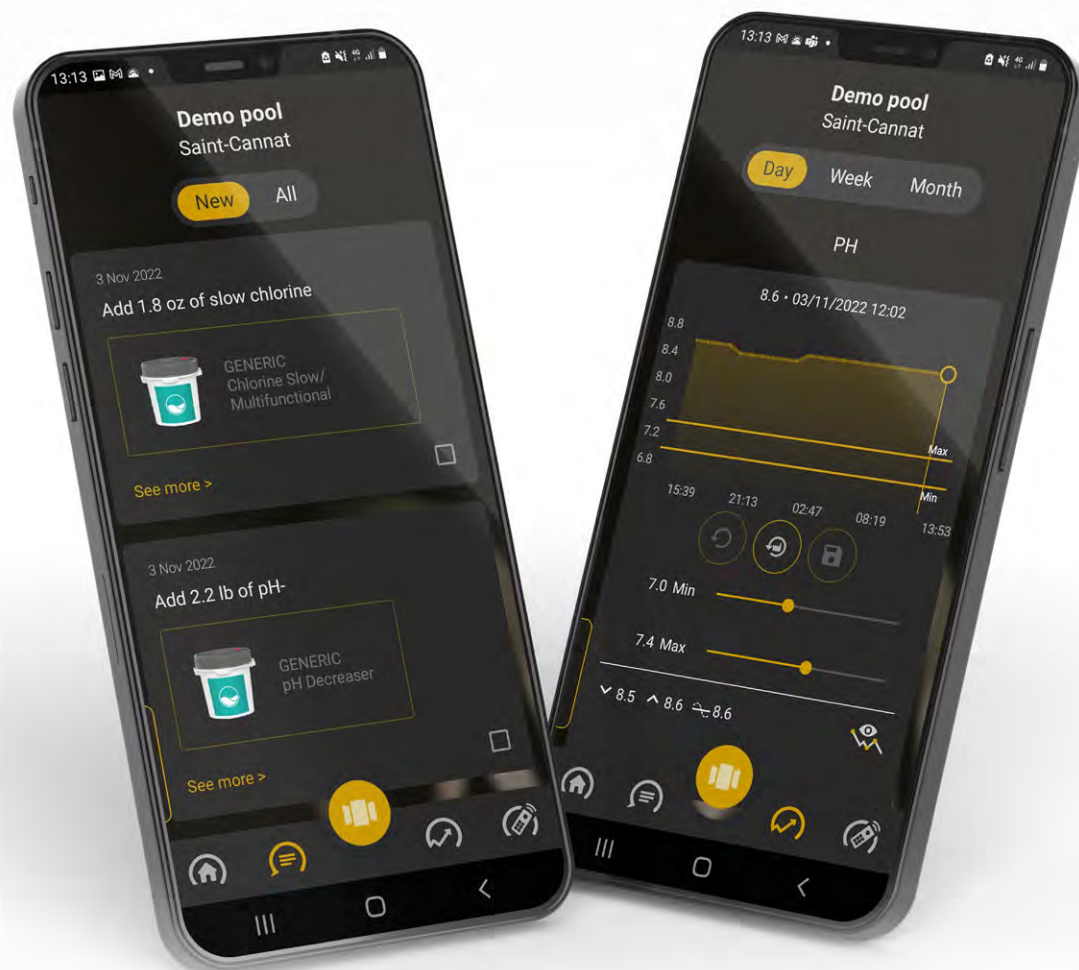 13:13
Demo pool
Saint-Cannat
New
All
3 Nov 2022
Add 1.8 oz of slow chlorine
GENERIC
Chlorine Slow/
Multifunctional
See more >
3 Nov 2022
Add 2.2 lb of pH-
GENERIC
pH Decreaser
See more >
13:13
Demo pool
Saint-Cannat
Day
Week
Month
PH
8.6 • 03/11/2022 12:02
8.8
8.4
8.0
7.6
7.2
6.8
Max
Min
15:39
21:13
02:47
08:19
13:53
7.0 Min
7.4 Max
8.5
8.6
8.6